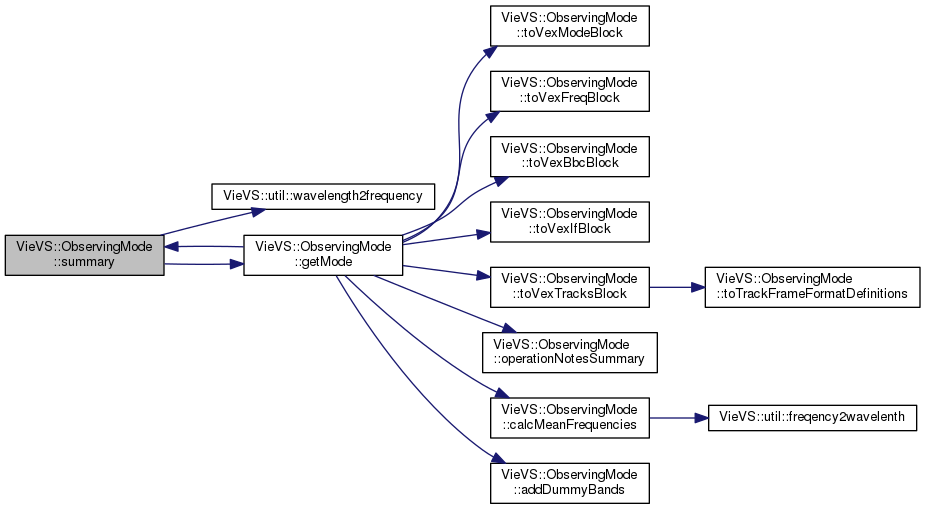 VieVS::ObservingMode
::toVexModeBlock
VieVS::ObservingMode
::toVexFreqBlock
VieVS::ObservingMode
::toVexBbcBlock
VieVS::util::wavelength2frequency
VieVS::ObservingMode
::toVexIfBlock
VieVS::ObservingMode
::summary
VieVS::ObservingMode
::getMode
VieVS::ObservingMode
::toVexTracksBlock
VieVS::ObservingMode
::toTrackFrameFormatDefinitions
VieVS::ObservingMode
::operationNotesSummary
VieVS::ObservingMode
::calcMeanFrequencies
VieVS::util::freqency2wavelenth
VieVS::ObservingMode
::addDummyBands